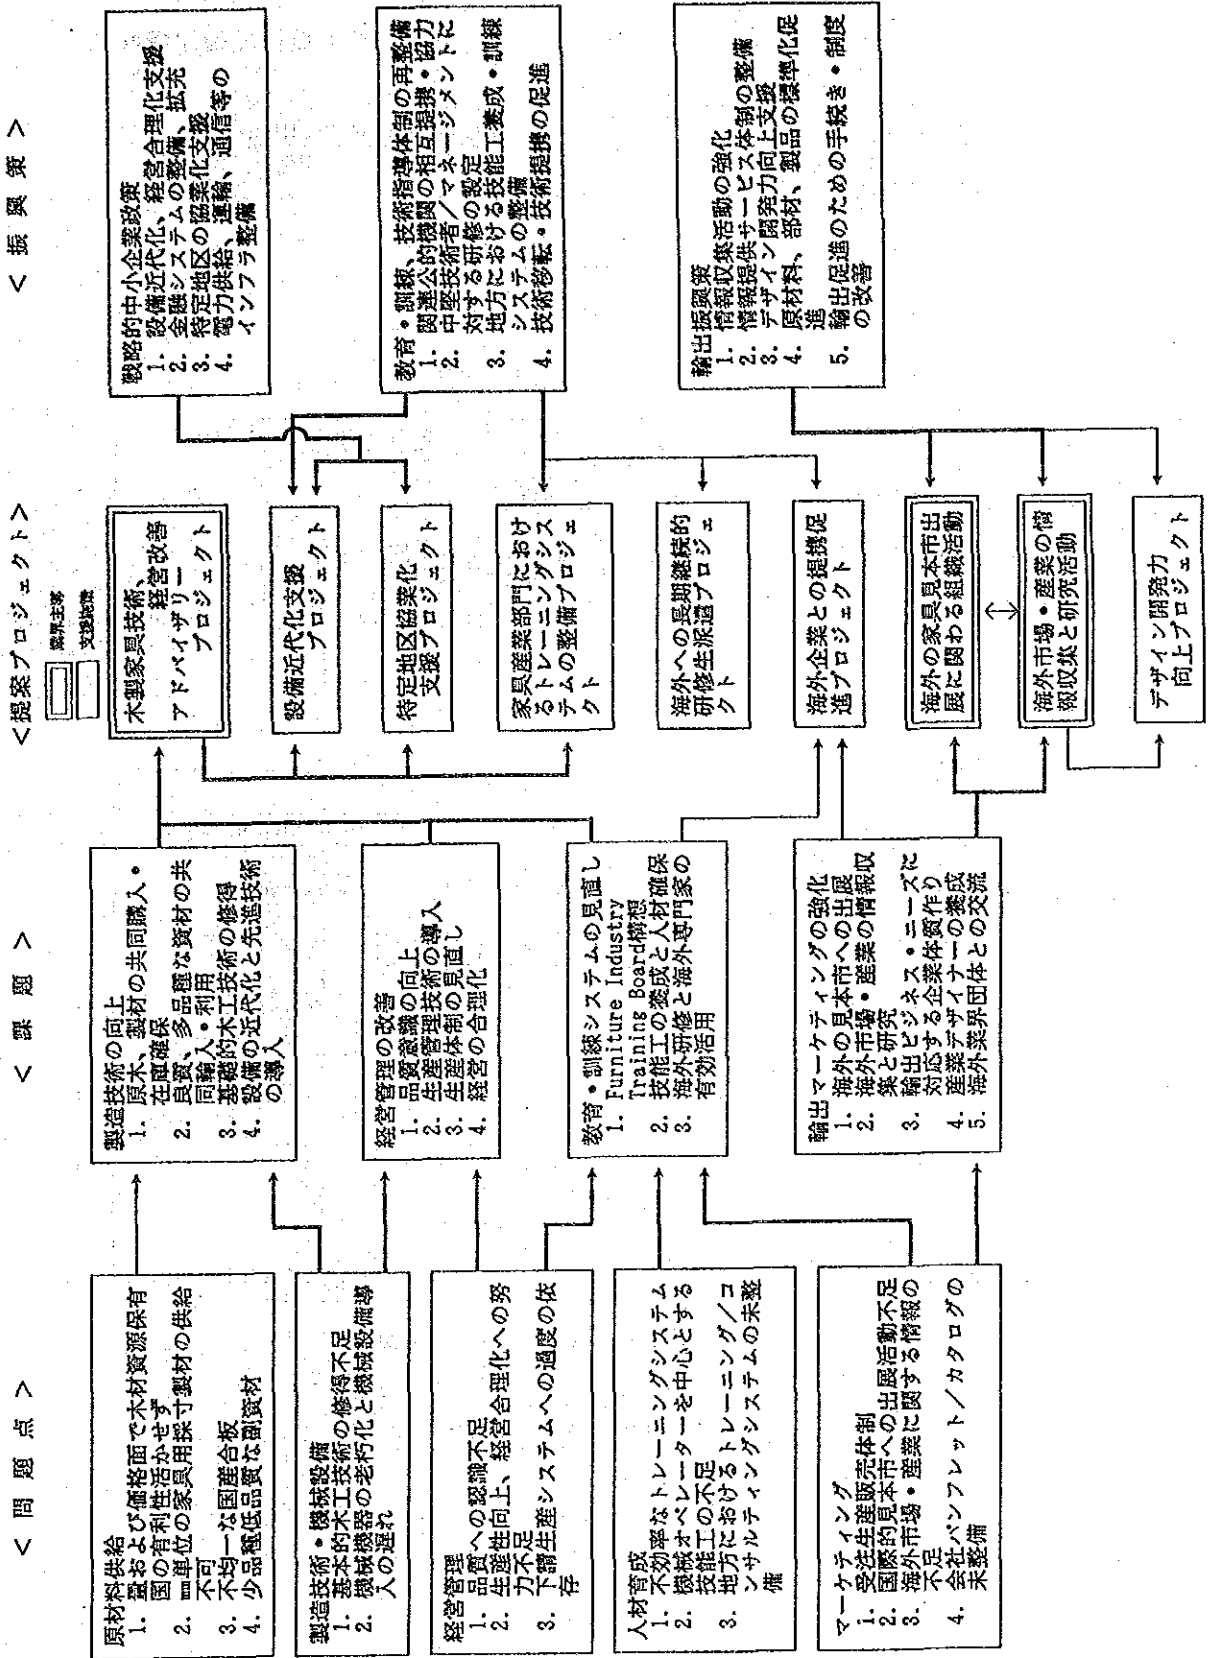 ＜ 問 題 点 ＞
原材料供給
1. 量および価格面で木材資源保有
国の有利性活かせず
2. 単位の家具用採寸製材の供給
不可
3. 不均一な国産合板
4. 少品種低品質な副資材
製造技術・機械設備
1. 基本的木工技術の修得不足
2. 機械機器の老朽化と機械設備導
入の遅れ
経営管理
1. 品質への認識不足
2. 生産性向上、経営合理化への努
力不足
3. 下請生産システムへの過度の依
存
人材育成
1. 不効率なトレーニングシステム
2. 機械オペレーターを中心とする
技能工の不足
3. 地方におけるトレーニング／コ
ンサルティングシステムの未整
備
マーケティング
1. 受注生産販売体制
2. 国際的見本市への出展活動不足
3. 海外市場・産業に関する情報の
不足
4. 会社パンフレット／カタログの
未整備
＜ 課 題 ＞
製造技術の向上
1. 原木、製材の共同購入・
在庫確保
2. 良質、多品種な資材の共
同輸入・利用
3. 基礎的木工技術の修得
4. 設備の近代化と先進技術
の導入
経営管理の改善
1. 品質意識の向上
2. 生産管理技術の導入
3. 生産体制の見直し
4. 経営の合理化
教育・訓練システムの見直し
1. Furniture Industry
Training Board構想
2. 技能工の養成と人材確保
3. 海外研修と海外専門家の
有効活用
輸出マーケティングの強化
1. 海外の見本市への出展
2. 海外市場・産業の情報収
集と研究
3. 輸出ビジネス・ニーズに
対応する企業体質作り
4. 産業デザイナーの養成
5. 海外業界団体との交流
＜提案プロジェクト＞
業界主導
支援施策
木製家具技術、
経営改善
アドバイザリー
プロジェクト
設備近代化支援
プロジェクト
特定地区協業化
支援プロジェクト
家具産業部門におけ
るトレーニングシス
テムの整備プロジェ
クト
海外への長期継続的
研修生派遣プロジェ
クト
海外企業との提携促
進プロジェクト
海外の家具見本市出
展に関わる組織活動
海外市場・産業の情
報収集と研究活動
デザイン開発力
向上プロジェクト
＜ 振 興 策 ＞
戦略的中小企業政策
1. 設備近代化、経営合理化支援
2. 金融システムの整備、拡充
3. 特定地区の協業化支援
4. 電力供給、運輸、通信等の
インフラ整備
教育・訓練、技術指導体制の再整備
1. 関連公的機関の相互提携・協力
2. 中堅技術者／マネージメントに
対する研修の設定
3. 地方における技能工養成・訓練
システムの整備
4. 技術移転・技術提携の促進
輸出振興策
1. 情報収集活動の強化
2. 情報提供サービス体制の整備
3. デザイン開発力向上支援
4. 原材料、部材、製品の標準化促
進
5. 輸出促進のための手続き・制度
の改善